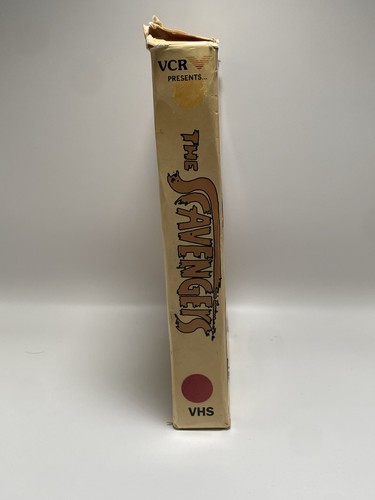 VCR
PRESENTS...
THE
SCAVENGERS
VHS